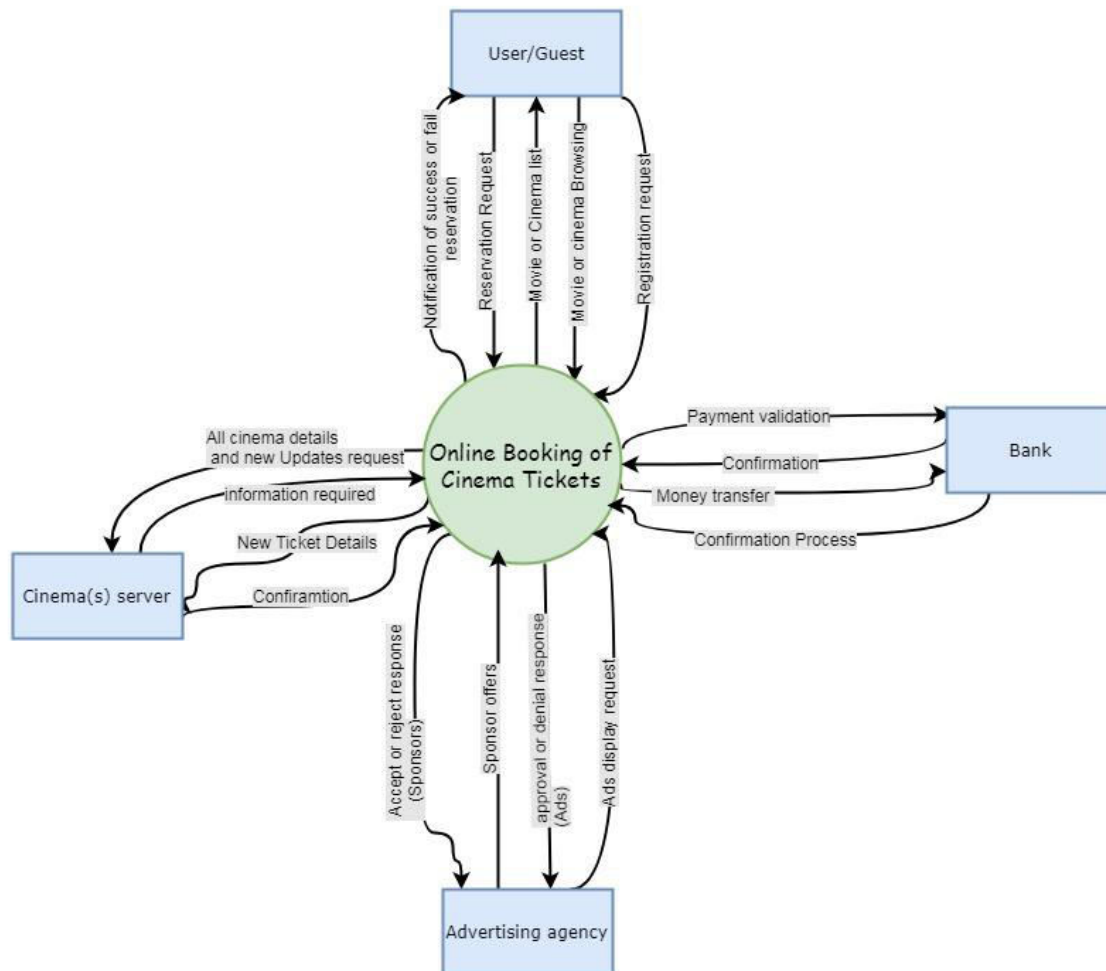 User/Guest
Notification of success or fail
reservation
Reservation Request
Movie or Cinema list
Movie or cinema Browsing
Registration request
All cinema details
and new Updates request
information required
New Ticket Details
Confiramtion
Cinema(s) server
Online Booking of
Cinema Tickets
Payment validation
Confirmation
Money transfer
Confirmation Process
Bank
Accept or reject response
(Sponsors)
Sponsor offers
approval or denial response
(Ads)
Ads display request
Advertising agency